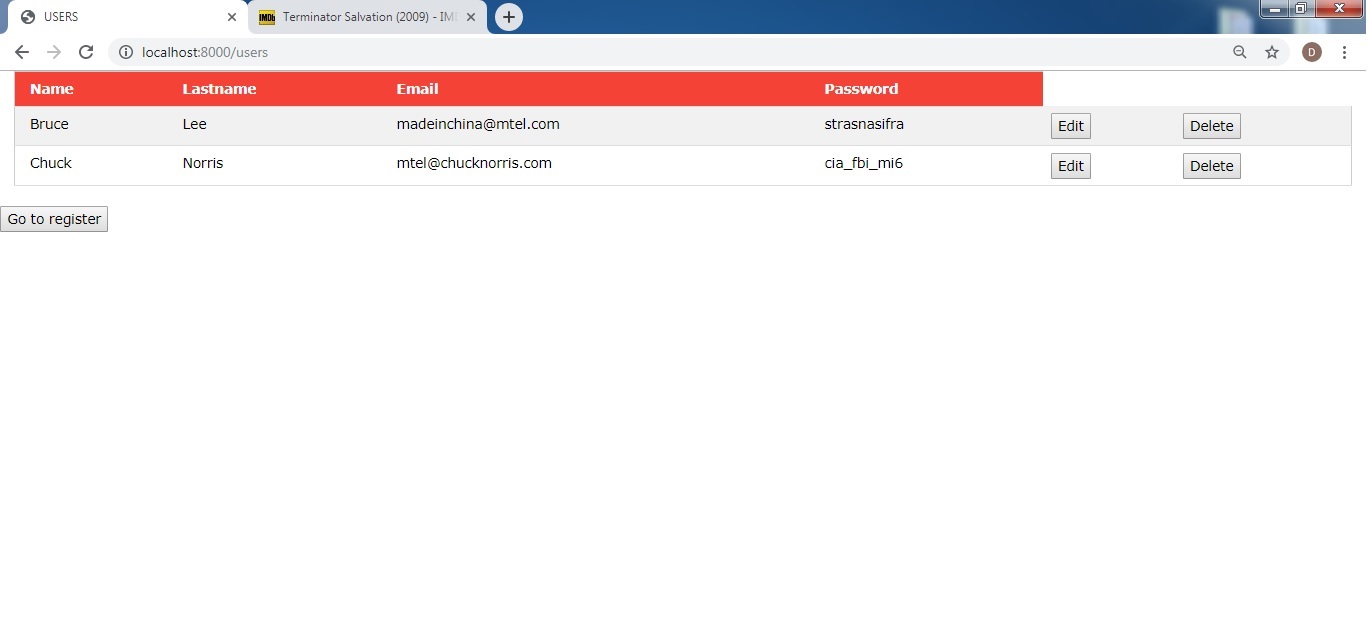 USERS
IMDb Terminator Salvation (2009) - IM
localhost:8000/users
D
Name Lastname Email Password
Bruce Lee madeinchina@mtel.com strasnasifra Edit Delete
Chuck Norris mtel@chucknorris.com cia_fbi_mi6 Edit Delete
Go to register